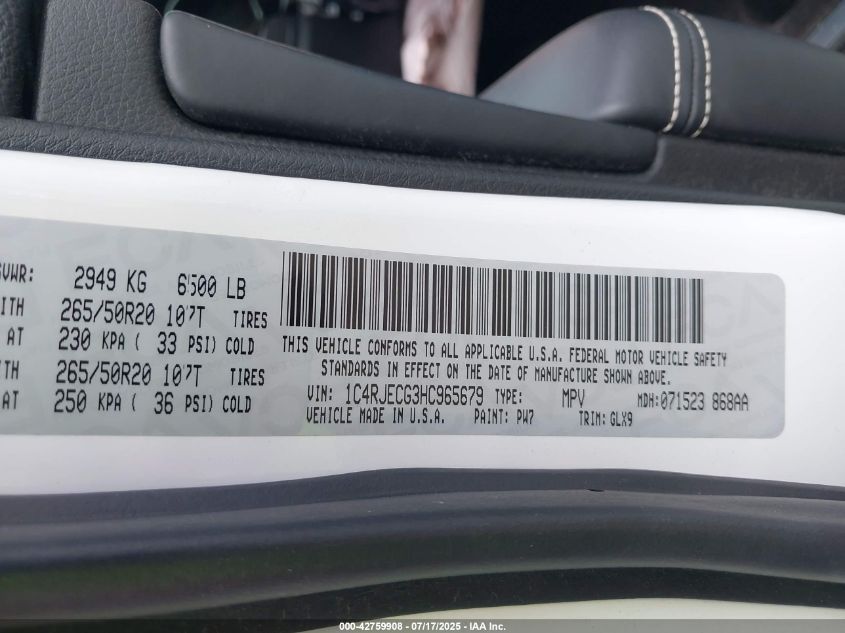 GVWR: 2949 KG 6500 LB
WITH 265/50R20 107T TIRES
AT 230 KPA ( 33 PSI) COLD
WITH 265/50R20 107T TIRES
AT 250 KPA ( 36 PSI) COLD
THIS VEHICLE CONFORMS TO ALL APPLICABLE U.S.A. FEDERAL MOTOR VEHICLE SAFETY
STANDARDS IN EFFECT ON THE DATE OF MANUFACTURE SHOWN ABOVE.
VIN: 1C4RJECG3HC965679 TYPE: MPV MDH:071523 868AA
VEHICLE MADE IN U.S.A. PAINT: PW7 TRIM: GLX9
000-42759908 - 07/17/2025 - IAA Inc.